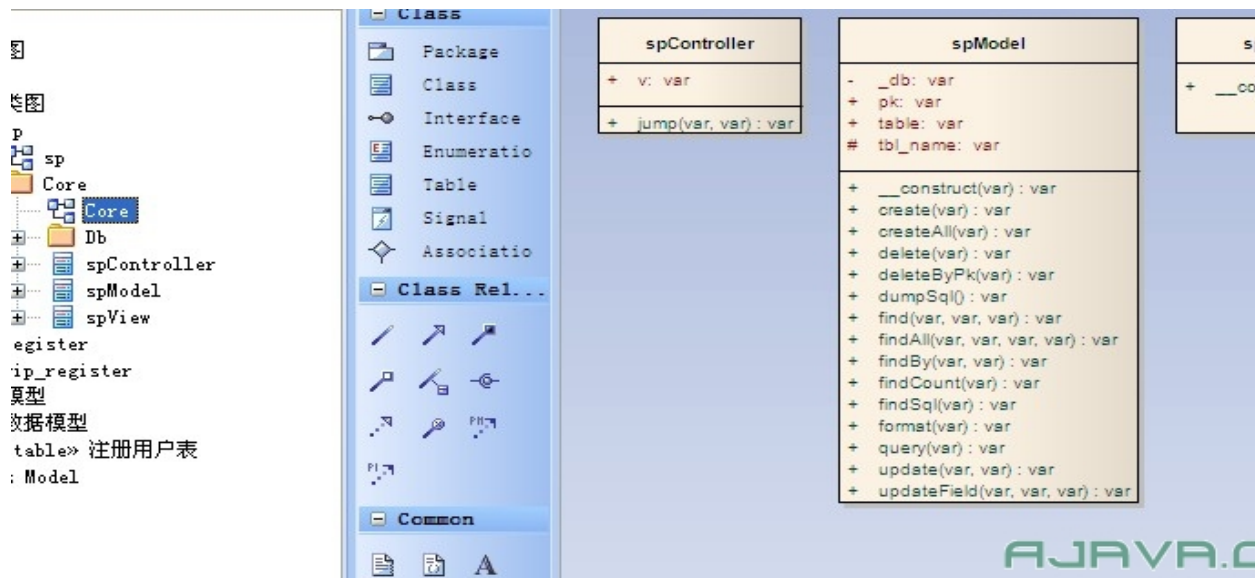 图
类图
sp
Core
Core
Db
spController
spModel
spView
egister
rip_register
模型
数据模型
table» 注册用户表
: Model
Class
Package
Class
Interface
Enumeratio
Table
Signal
Associatio
Class Rel...
Common
A
spController
+ v: var
+ jump(var, var) : var
spModel
- _db: var
+ pk: var
+ table: var
# tbl_name: var
+ __construct(var) : var
+ create(var) : var
+ createAll(var) : var
+ delete(var) : var
+ deleteByPk(var) : var
+ dumpSql() : var
+ find(var, var, var) : var
+ findAll(var, var, var, var) : var
+ findBy(var, var) : var
+ findCount(var) : var
+ findSql(var) : var
+ format(var) : var
+ query(var) : var
+ update(var, var) : var
+ updateField(var, var, var) : var
+ __co
AJAVA.